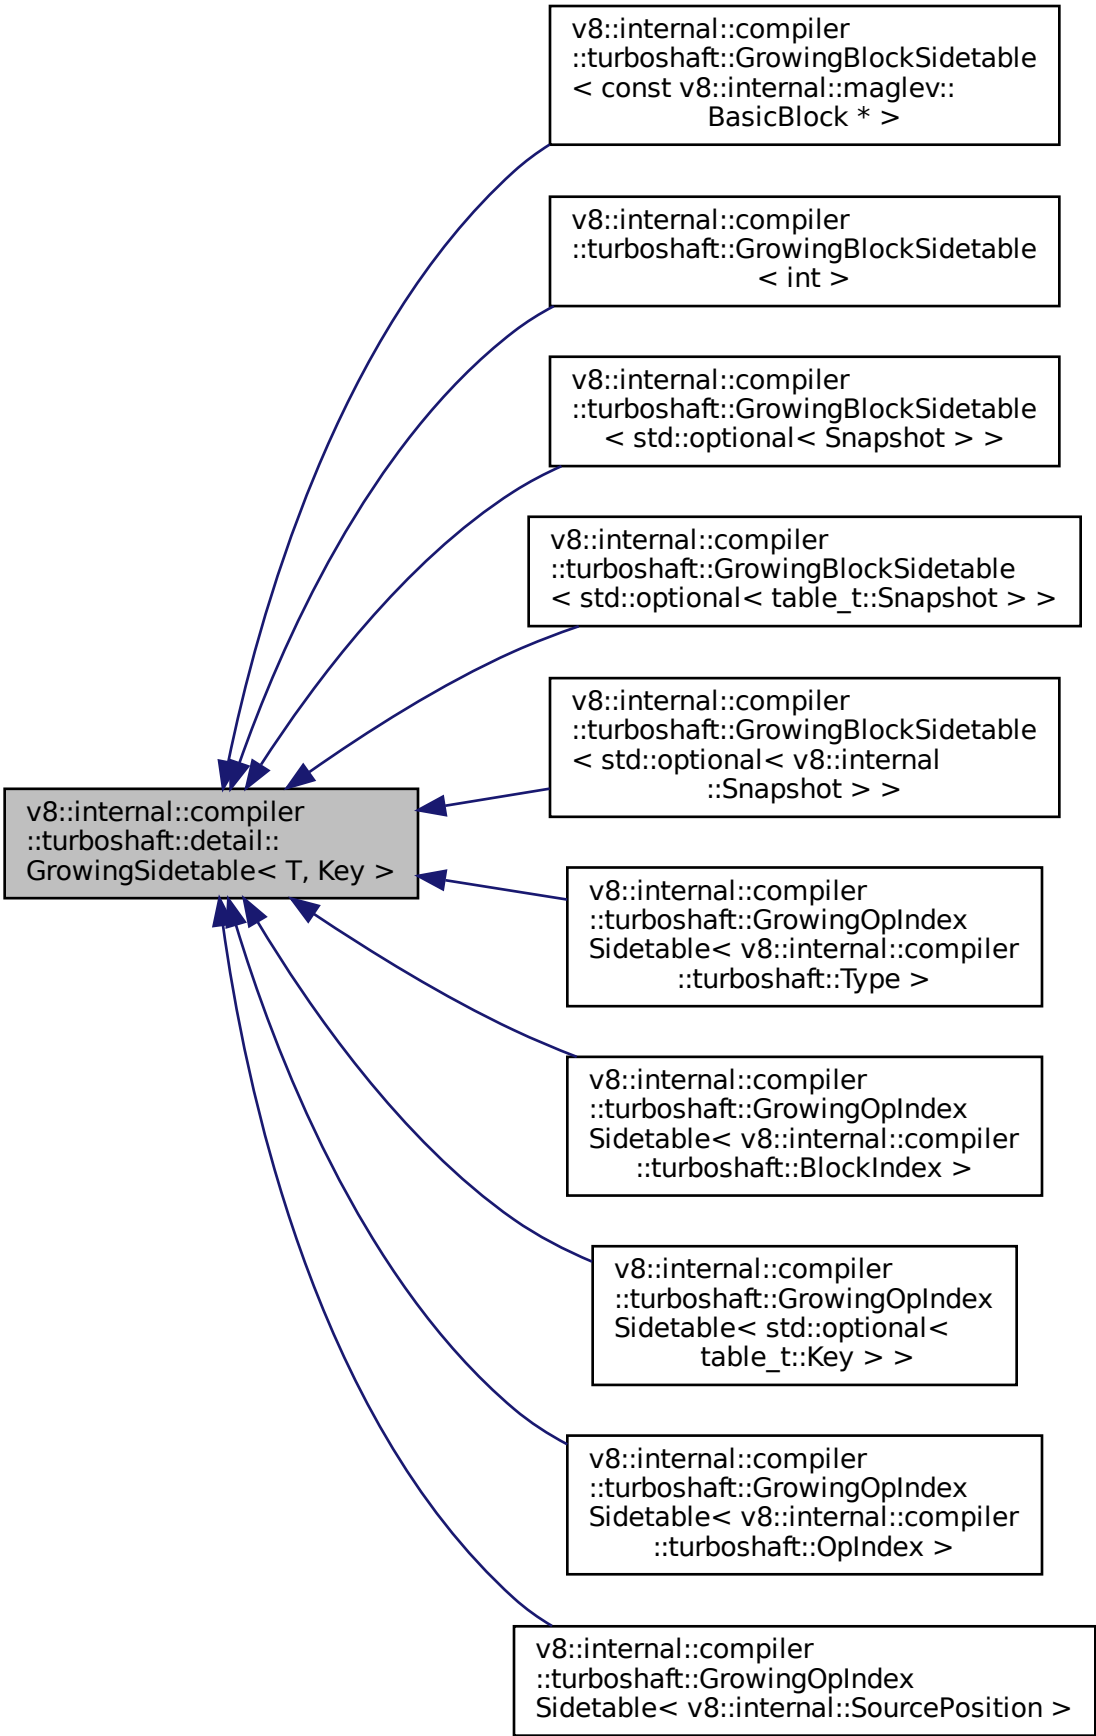 v8::internal::compiler
::turboshaft::GrowingBlockSidetable
< const v8::internal::maglev::
BasicBlock * >
v8::internal::compiler
::turboshaft::GrowingBlockSidetable
< int >
v8::internal::compiler
::turboshaft::GrowingBlockSidetable
< std::optional< Snapshot > >
v8::internal::compiler
::turboshaft::GrowingBlockSidetable
< std::optional< table_t::Snapshot > >
v8::internal::compiler
::turboshaft::GrowingBlockSidetable
< std::optional< v8::internal
::Snapshot > >
v8::internal::compiler
::turboshaft::detail::
GrowingSidetable< T, Key >
v8::internal::compiler
::turboshaft::GrowingOpIndex
Sidetable< v8::internal::compiler
::turboshaft::Type >
v8::internal::compiler
::turboshaft::GrowingOpIndex
Sidetable< v8::internal::compiler
::turboshaft::BlockIndex >
v8::internal::compiler
::turboshaft::GrowingOpIndex
Sidetable< std::optional<
table_t::Key > >
v8::internal::compiler
::turboshaft::GrowingOpIndex
Sidetable< v8::internal::compiler
::turboshaft::OpIndex >
v8::internal::compiler
::turboshaft::GrowingOpIndex
Sidetable< v8::internal::SourcePosition >